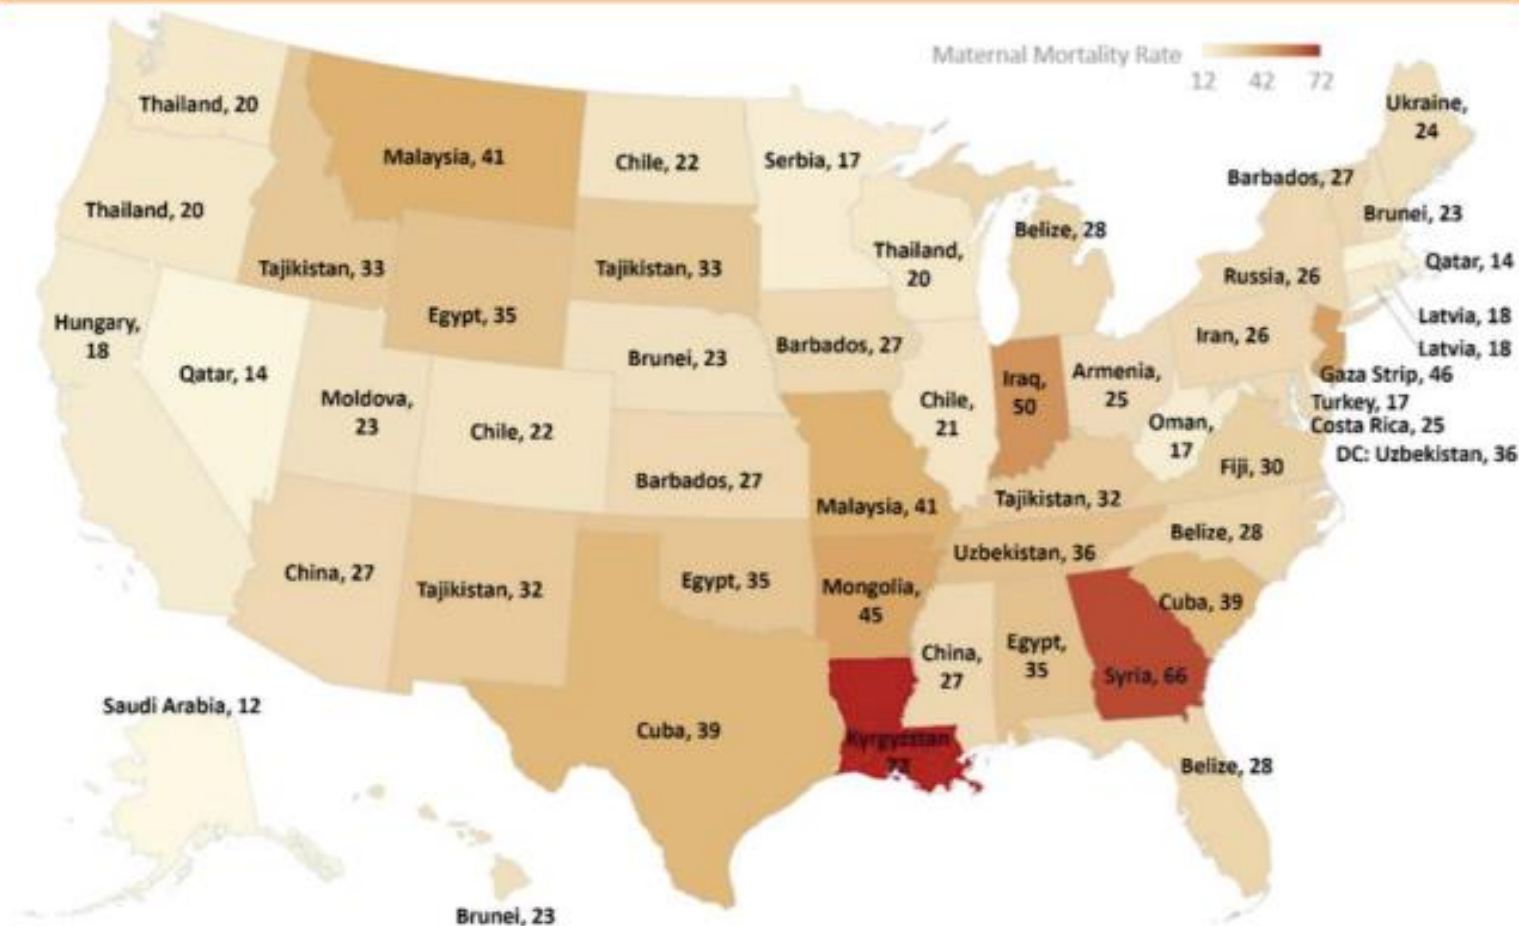 Maternal Mortality Rate
12 42 72
Thailand, 20
Malaysia, 41
Chile, 22
Serbia, 17
Ukraine,
24
Barbados, 27
Thailand, 20
Brunei, 23
Belize, 28
Thailand,
20
Tajikistan, 33
Tajikistan, 33
Russia, 26
Qatar, 14
Egypt, 35
Hungary,
18
Latvia, 18
Iran, 26
Barbados, 27
Latvia, 18
Brunei, 23
Qatar, 14
Iraq,
50
Armenia,
25
Gaza Strip, 46
Moldova,
23
Chile,
21
Turkey, 17
Costa Rica, 25
Chile, 22
Oman,
17
DC: Uzbekistan, 36
Fiji, 30
Barbados, 27
Tajikistan, 32
Malaysia, 41
Belize, 28
Uzbekistan, 36
China, 27
Egypt, 35
Tajikistan, 32
Mongolia,
45
Cuba, 39
China,
27
Egypt,
35
Syria, 66
Saudi Arabia, 12
Cuba, 39
Kyrgyzstan
72
Belize, 28
Brunei, 23